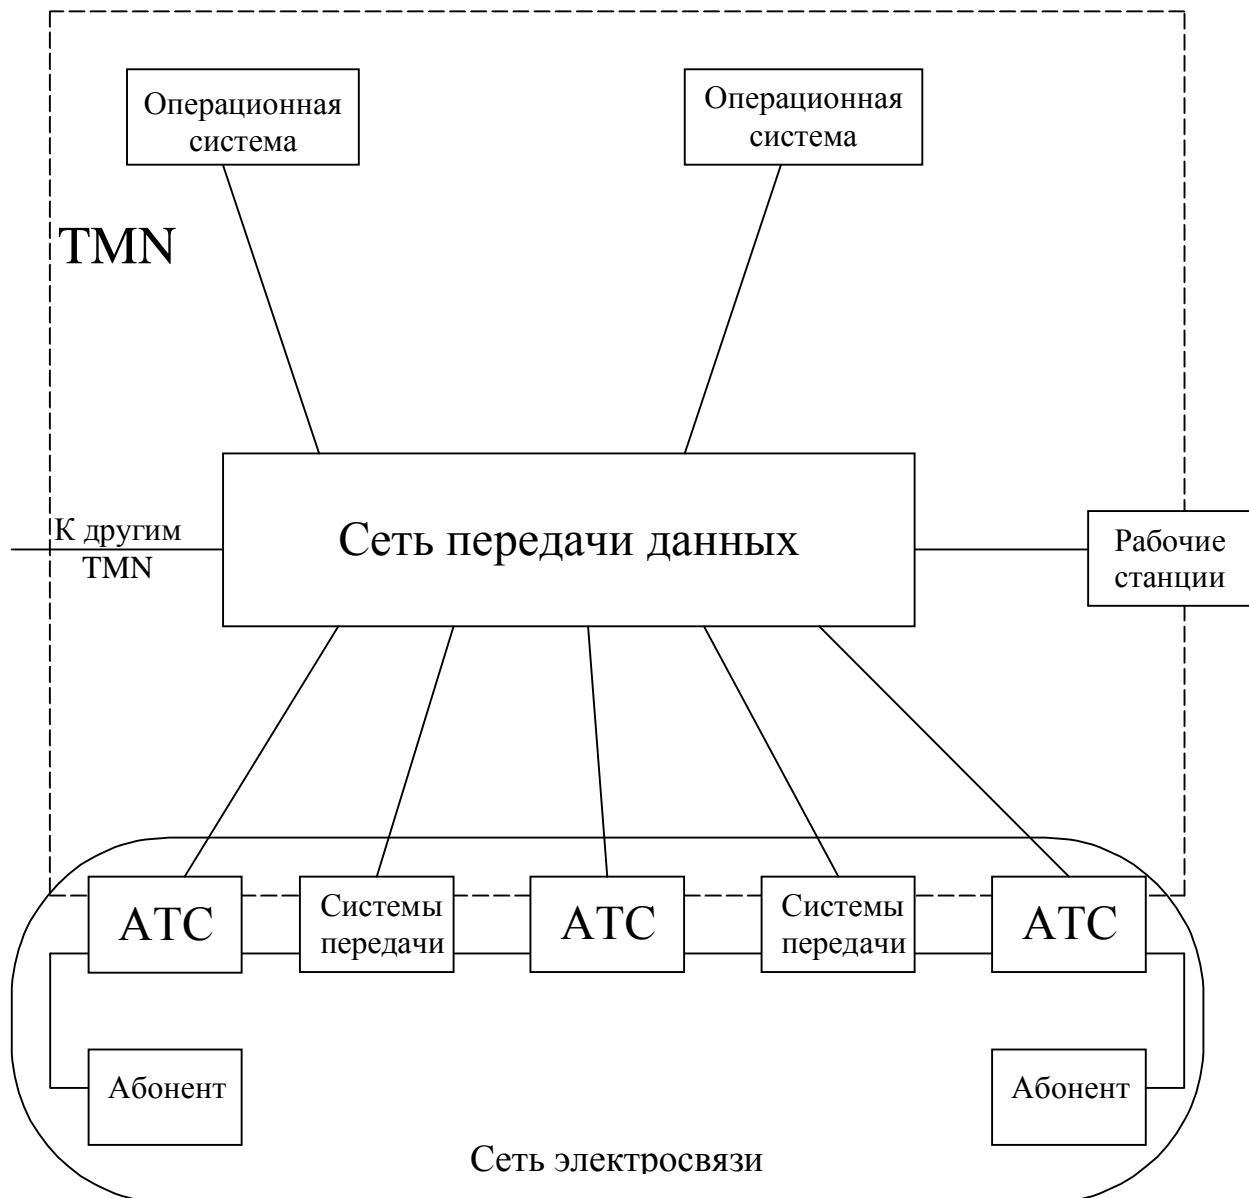 Операционная
система
Операционная
система
TMN
К другим
TMN
Сеть передачи данных
Рабочие
станции
АТС
Системы
передачи
АТС
Системы
передачи
АТС
Абонент
Абонент
Сеть электросвязи